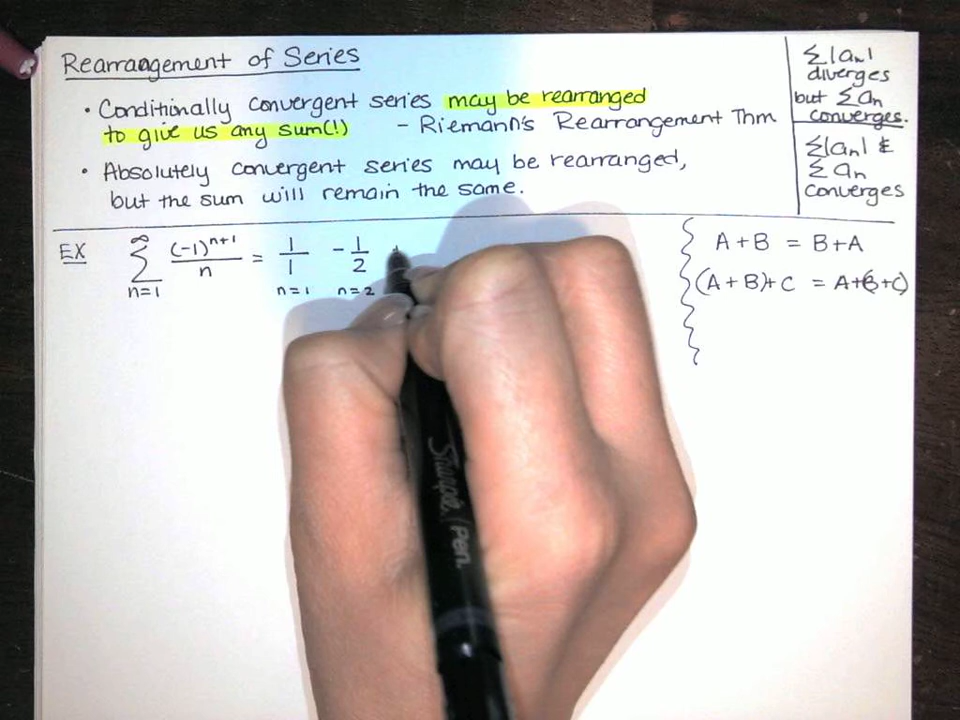 Rearrangement of Series
• Conditionally convergent series may be rearranged
to give us any sum(!) - Riemann's Rearrangement Thm
• Absolutely convergent series may be rearranged,
but the sum will remain the same.
Σ|aₙ|
diverges
but Σaₙ
converges.
Σ|aₙ| &
Σaₙ
converges
EX ∞ Σ n=1 (-1)ⁿ⁺¹/n = 1/1 - 1/2
n=1 n=2
A+B = B+A
(A+B)+C = A+(B+C)
Sharpie/Pen.